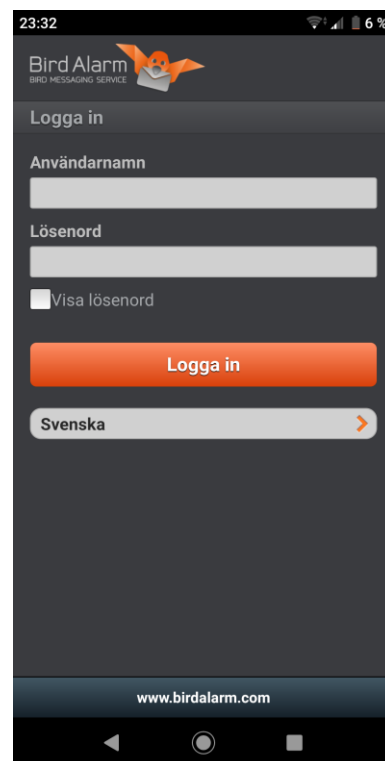 23:32
6 %
Bird Alarm
BIRD MESSAGING SERVICE
Logga in
Användarnamn
Lösenord
Visa lösenord
Logga in
Svenska
www.birdalarm.com